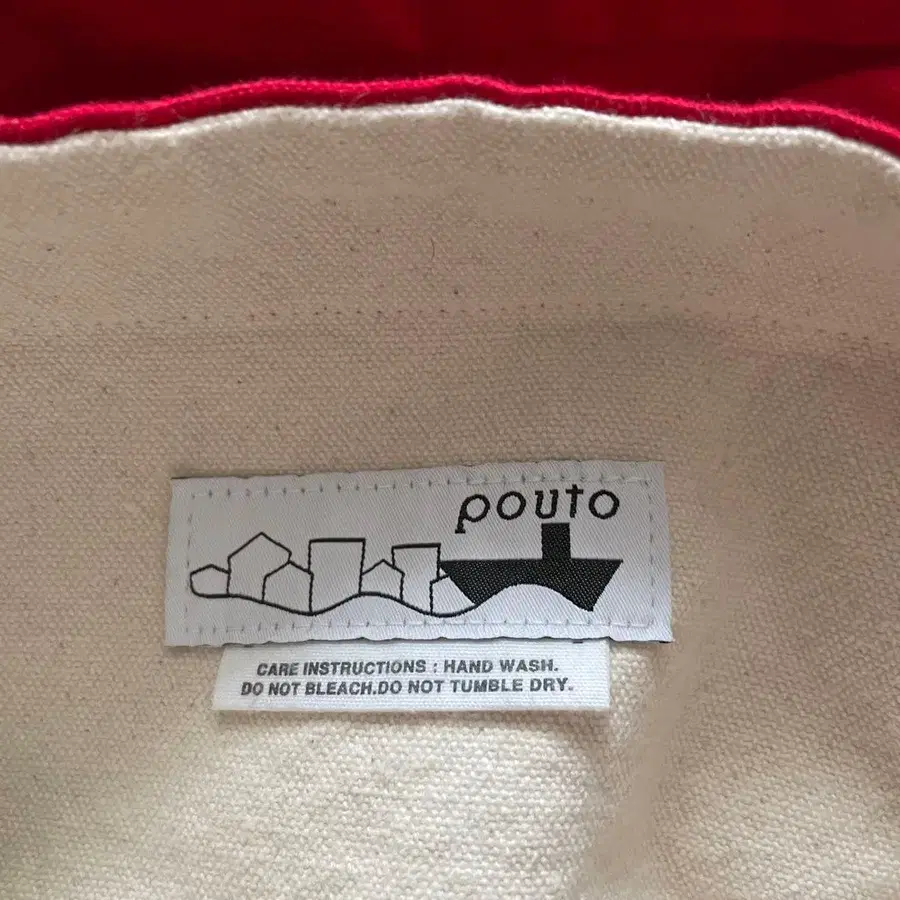 pouto
CARE INSTRUCTIONS : HAND WASH.
DO NOT BLEACH.DO NOT TUMBLE DRY.